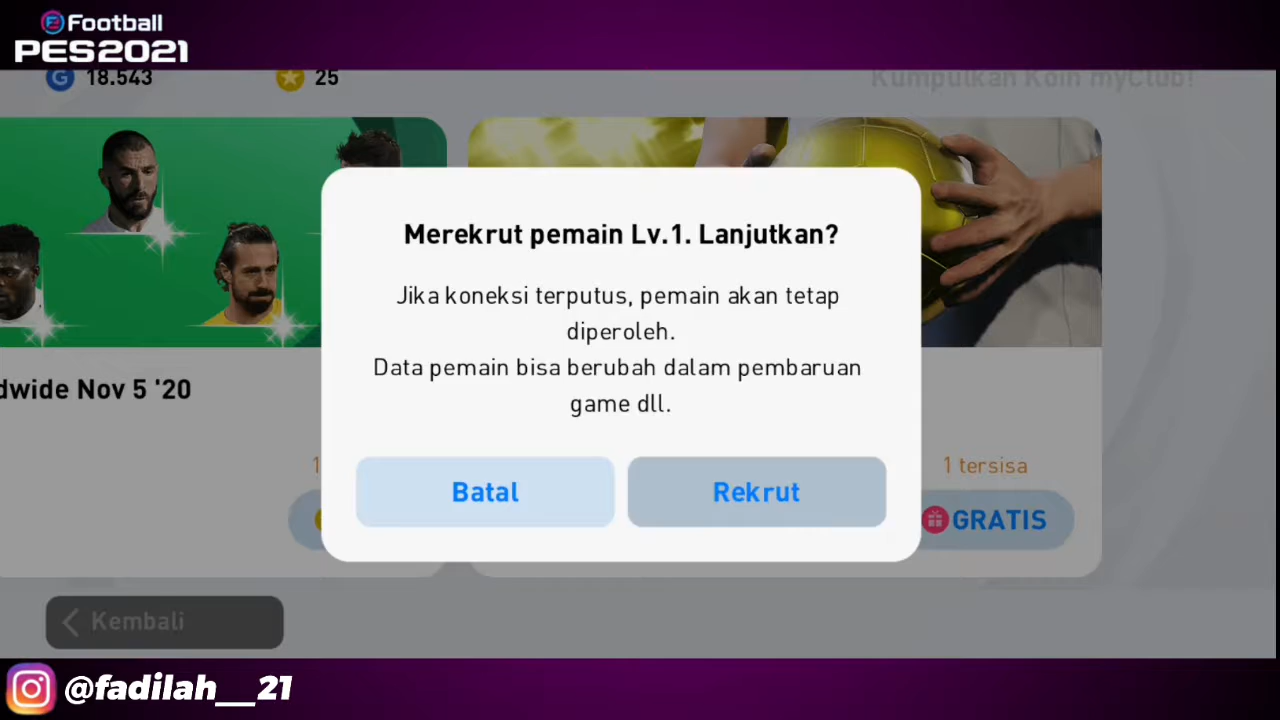 eFootball
PES2021
18.543
25
Kumpulkan Koin myClub!
Merekrut pemain Lv.1. Lanjutkan?
Jika koneksi terputus, pemain akan tetap
diperoleh.
Data pemain bisa berubah dalam pembaruan
game dll.
dwide Nov 5 '20
1
1 tersisa
Batal
Rekrut
GRATIS
Kembali
@fadilah__21